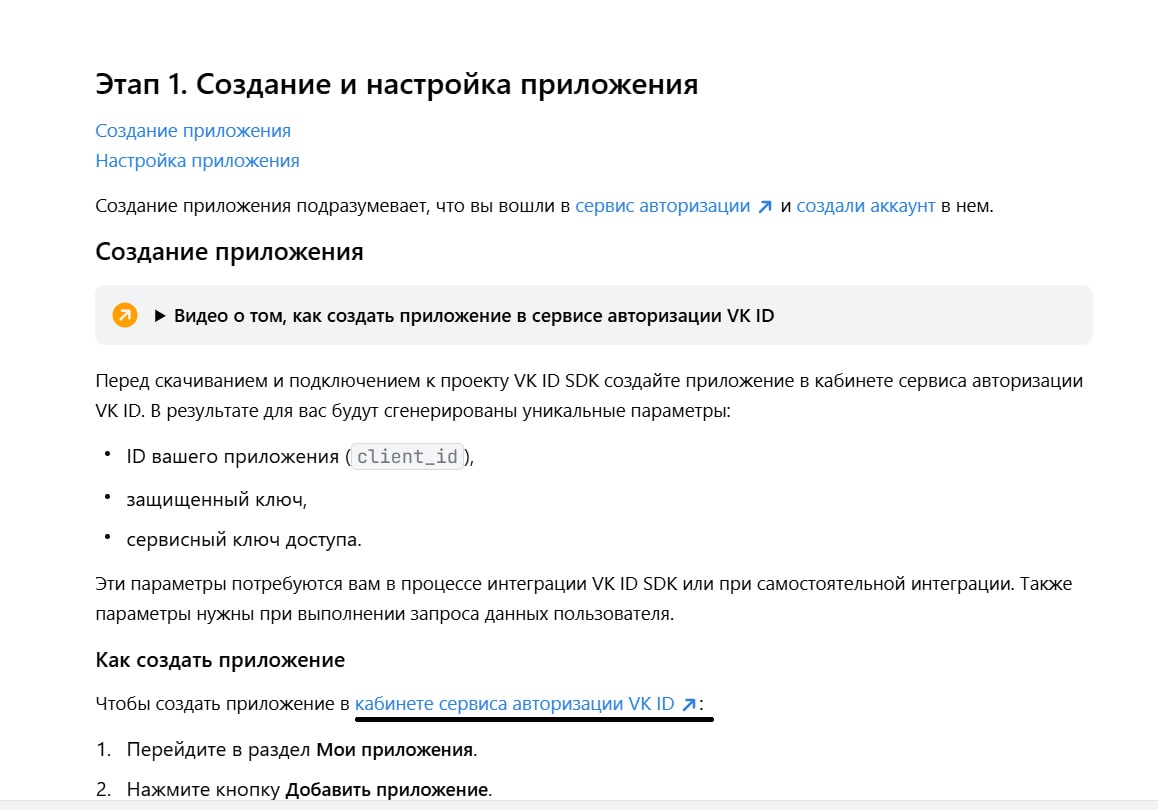 Этап 1. Создание и настройка приложения
Создание приложения
Настройка приложения
Создание приложения подразумевает, что вы вошли в сервис авторизации и создали аккаунт в нем.
Создание приложения
Видео о том, как создать приложение в сервисе авторизации VK ID
Перед скачиванием и подключением к проекту VK ID SDK создайте приложение в кабинете сервиса авторизации
VK ID. В результате для вас будут сгенерированы уникальные параметры:
• ID вашего приложения (client_id),
• защищенный ключ,
• сервисный ключ доступа.
Эти параметры потребуются вам в процессе интеграции VK ID SDK или при самостоятельной интеграции. Также
параметры нужны при выполнении запроса данных пользователя.
Как создать приложение
Чтобы создать приложение в кабинете сервиса авторизации VK ID :
1. Перейдите в раздел Мои приложения.
2. Нажмите кнопку Добавить приложение.